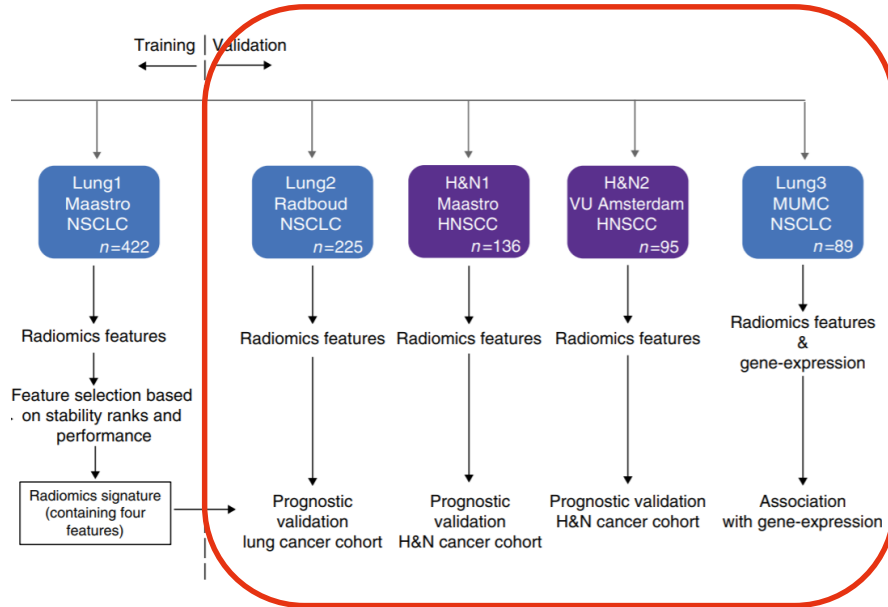 Training
Validation
Lung1
Maastro
NSCLC
n=422
Lung2
Radboud
NSCLC
n=225
H&N1
Maastro
HNSCC
n=136
H&N2
VU Amsterdam
HNSCC
n=95
Lung3
MUMC
NSCLC
n=89
Radiomics features
Radiomics features
Radiomics features
Radiomics features
Radiomics features
&
gene-expression
Feature selection based
on stability ranks and
performance
Radiomics signature
(containing four
features)
Prognostic
validation
lung cancer cohort
Prognostic
validation
H&N cancer cohort
Prognostic validation
H&N cancer cohort
Association
with gene-expression